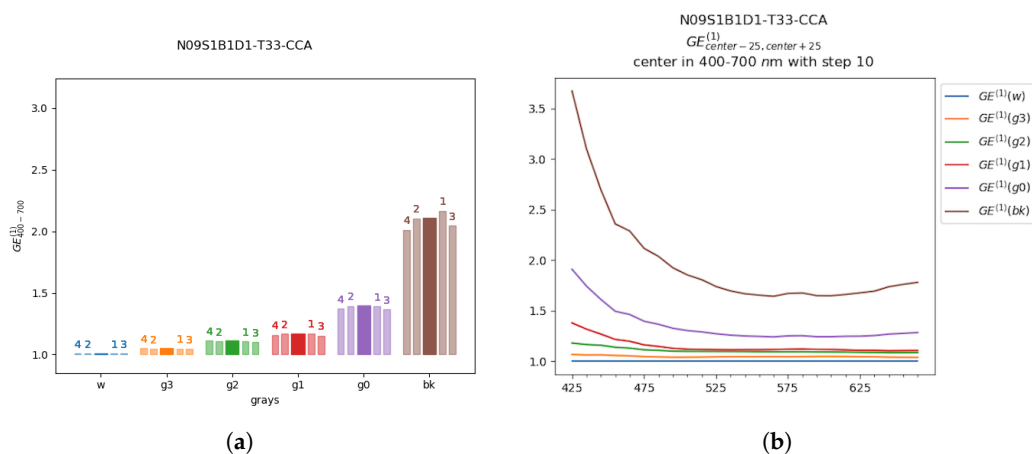 N09S1B1D1-T33-CCA
3.0
2.5
2.0
1.5
1.0
GE^{(1)}_{400-700}
4 2 1 3
4 2 1 3
4 2 1 3
4 2 1 3
4 2 1 3
4 2 1 3
w g3 g2 g1 g0 bk
grays
(a)
N09S1B1D1-T33-CCA
GE^{(1)}_{center-25,center+25}
center in 400-700 nm with step 10
3.5
3.0
2.5
2.0
1.5
1.0
425 475 525 575 625
GE^{(1)}(w)
GE^{(1)}(g3)
GE^{(1)}(g2)
GE^{(1)}(g1)
GE^{(1)}(g0)
GE^{(1)}(bk)
(b)